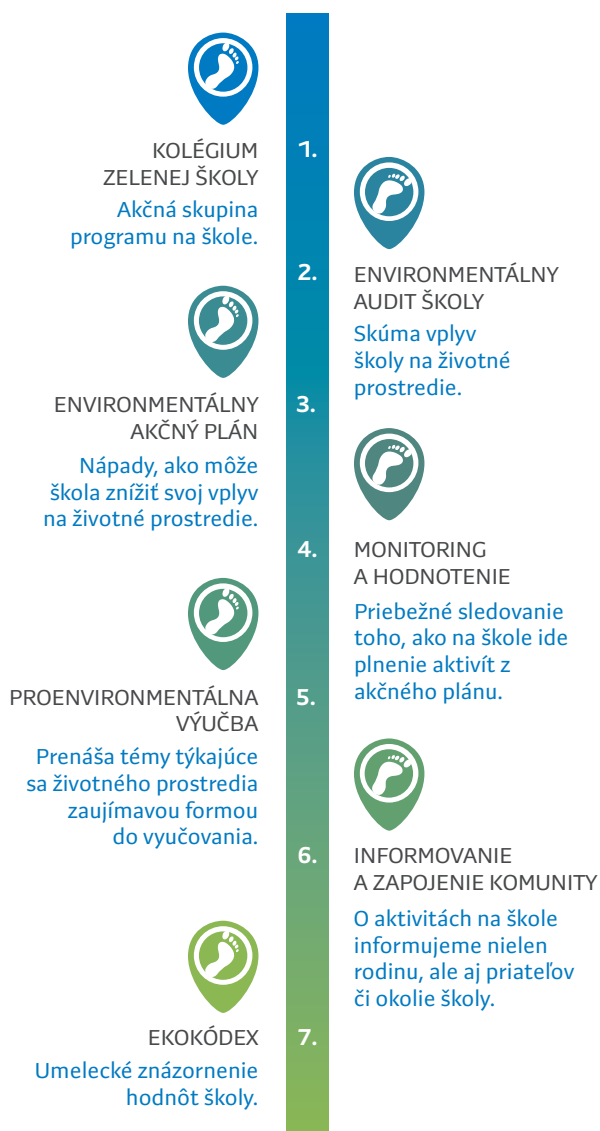 1.
KOLÉGIUM
ZELENEJ ŠKOLY
Akčná skupina
programu na škole.
2.
ENVIRONMENTÁLNY
AUDIT ŠKOLY
Skúma vplyv
školy na životné
prostredie.
3.
ENVIRONMENTÁLNY
AKČNÝ PLÁN
Nápady, ako môže
škola znížiť svoj vplyv
na životné prostredie.
4.
MONITORING
A HODNOTENIE
Priebežné sledovanie
toho, ako na škole ide
plnenie aktivít z
akčného plánu.
5.
PROENVIRONMENTÁLNA
VÝUČBA
Prenáša témy týkajúce
sa životného prostredia
zaujímavou formou
do vyučovania.
6.
INFORMOVANIE
A ZAPOJENIE KOMUNITY
O aktivitách na škole
informujeme nielen
rodinu, ale aj priateľov
či okolie školy.
7.
EKOKÓDEX
Umelecké znázornenie
hodnôt školy.